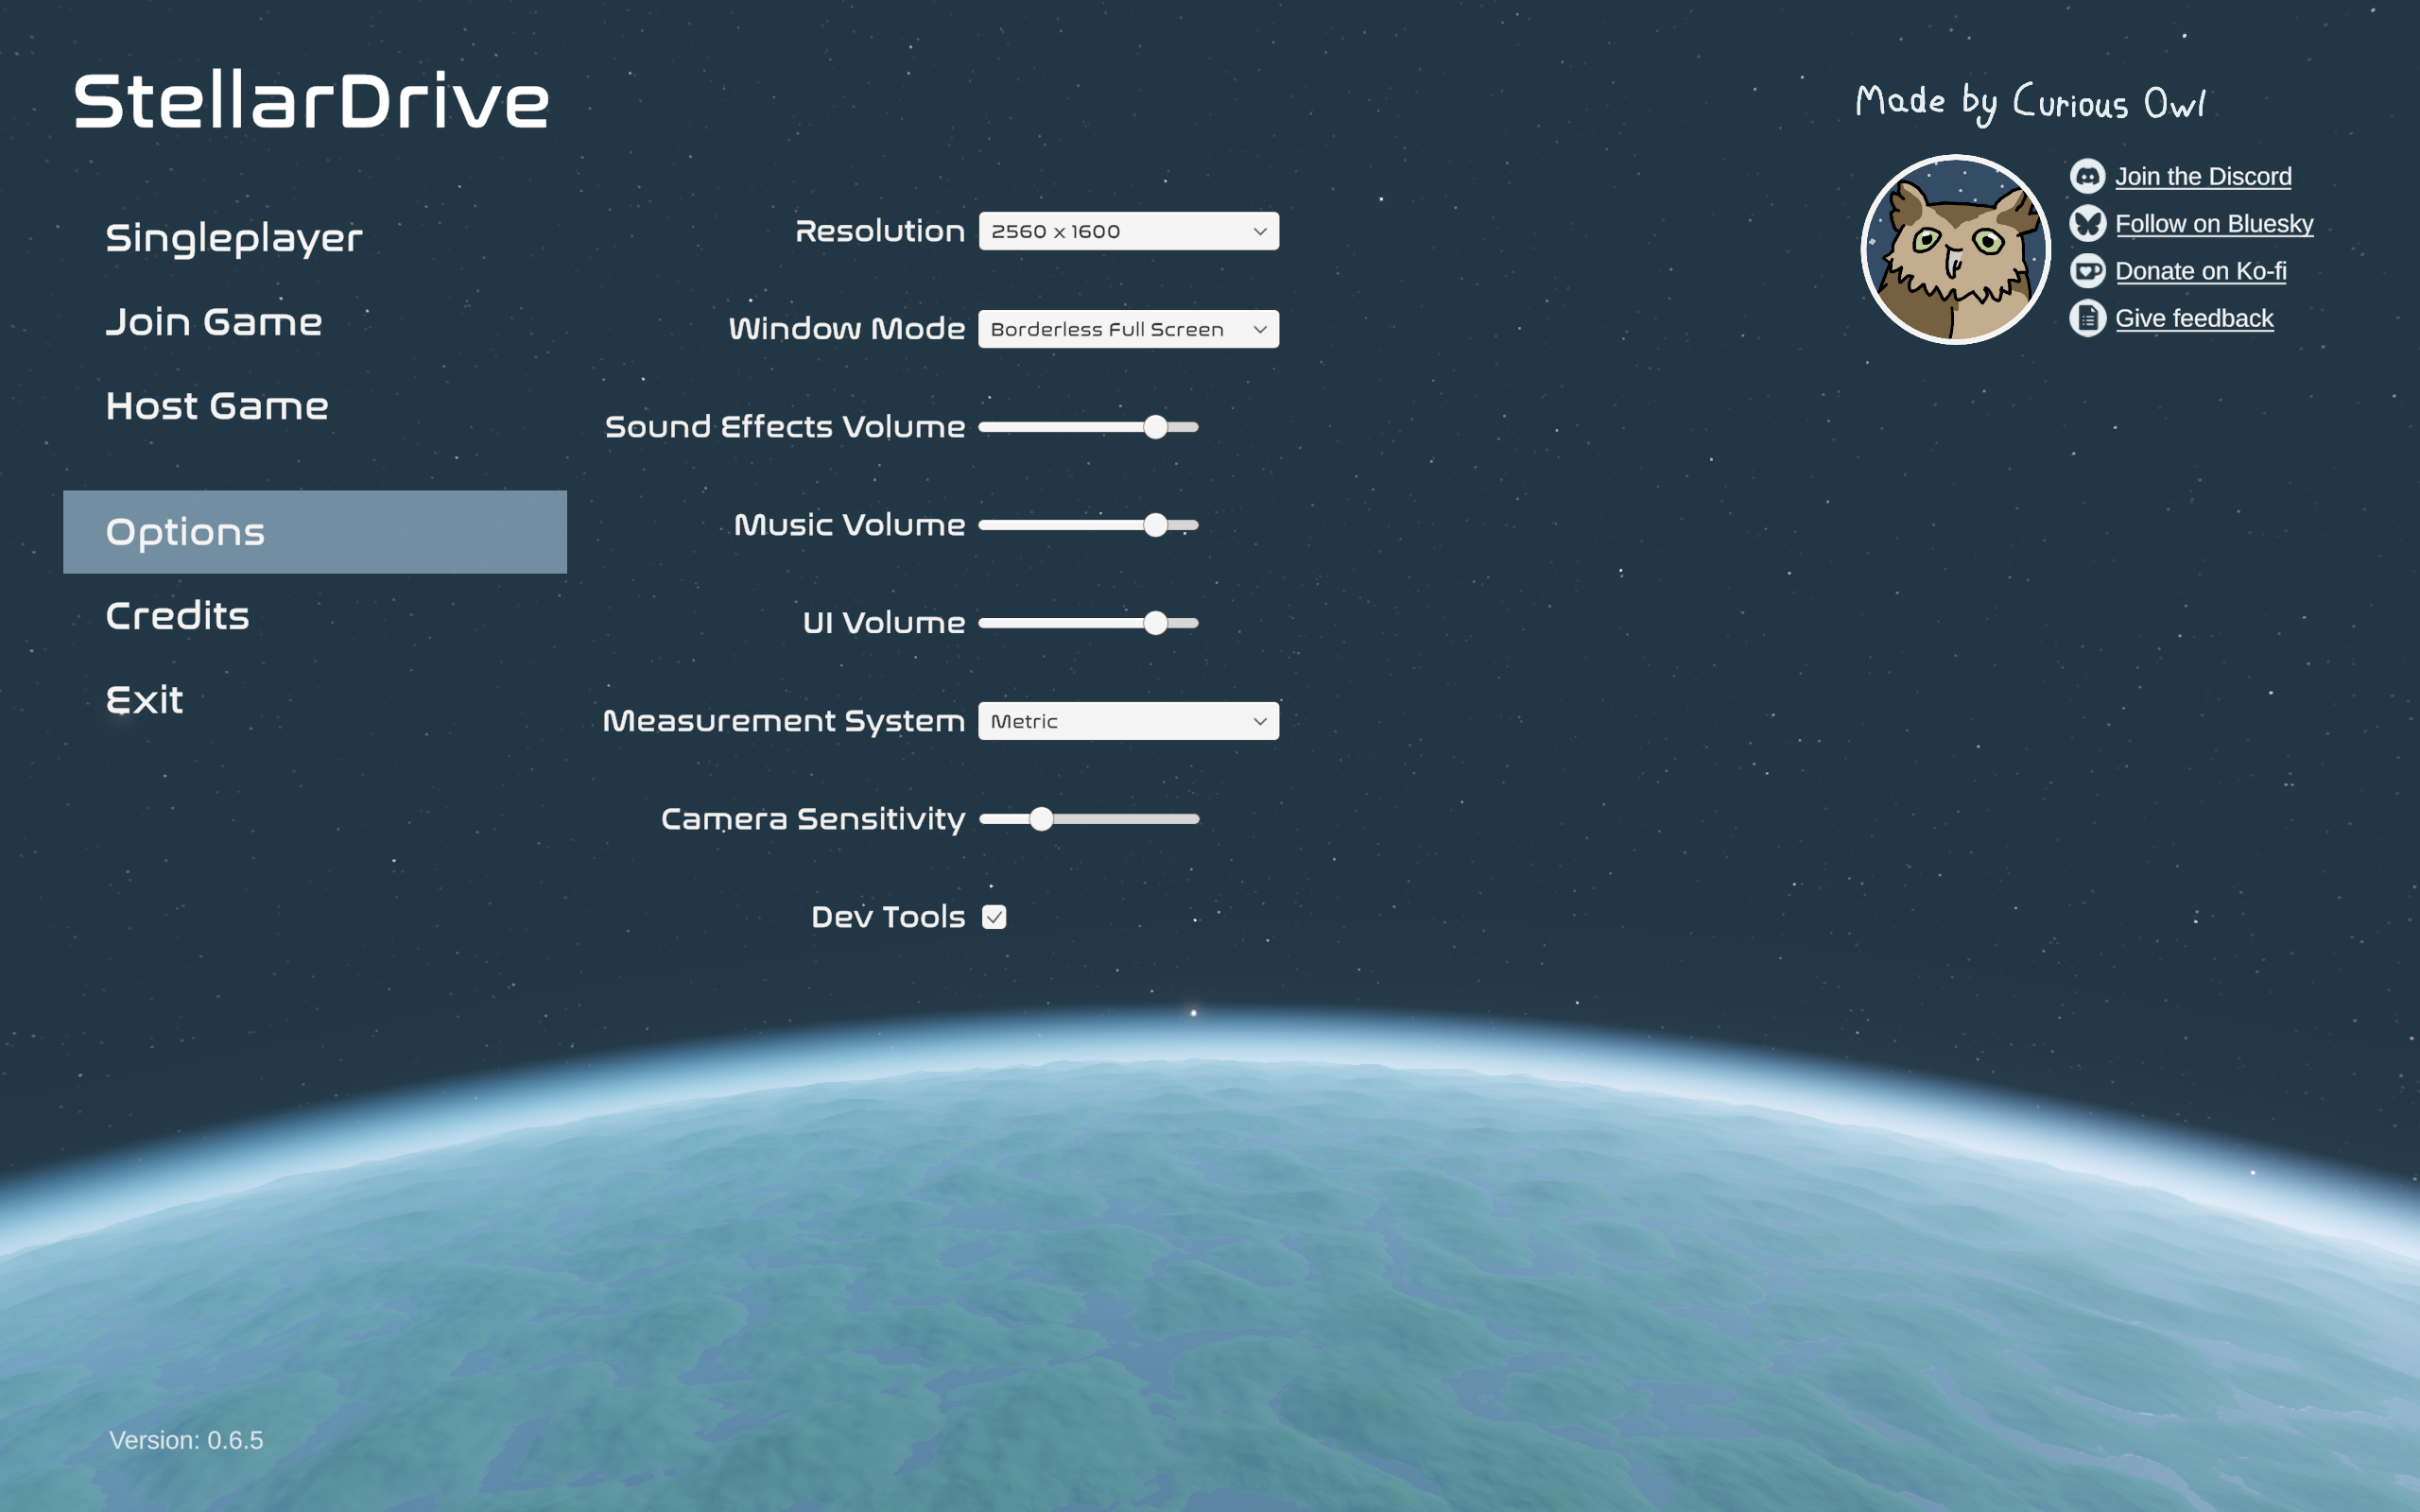 StellarDrive
Singleplayer
Join Game
Host Game
Options
Credits
Exit
Resolution 2560 x 1600
Window Mode Borderless Full Screen
Sound Effects Volume
Music Volume
UI Volume
Measurement System Metric
Camera Sensitivity
Dev Tools
Made by Curious Owl
Join the Discord
Follow on Bluesky
Donate on Ko-fi
Give feedback
Version: 0.6.5